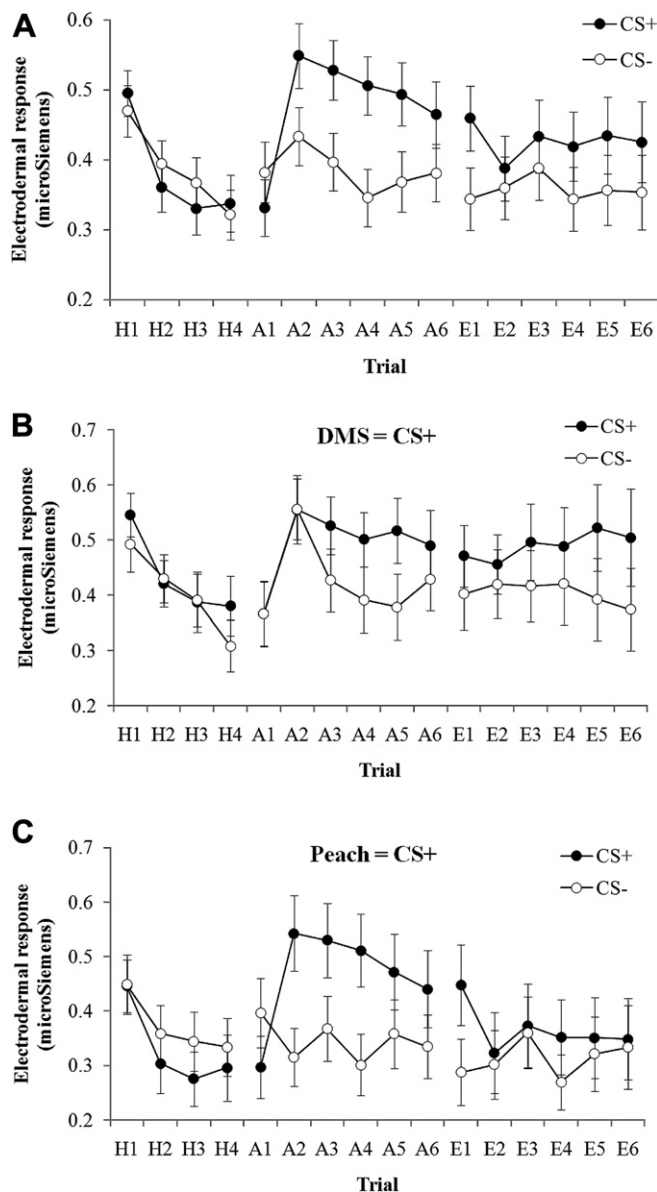 A
Electrodermal response
(microSiemens)
0.6
0.5
0.4
0.3
0.2
CS+
CS-
H1 H2 H3 H4 A1 A2 A3 A4 A5 A6 E1 E2 E3 E4 E5 E6
Trial
B
DMS = CS+
Electrodermal response
(microSiemens)
0.7
0.6
0.5
0.4
0.3
0.2
CS+
CS-
H1 H2 H3 H4 A1 A2 A3 A4 A5 A6 E1 E2 E3 E4 E5 E6
Trial
C
Peach = CS+
Electrodermal response
(microSiemens)
0.7
0.6
0.5
0.4
0.3
0.2
CS+
CS-
H1 H2 H3 H4 A1 A2 A3 A4 A5 A6 E1 E2 E3 E4 E5 E6
Trial